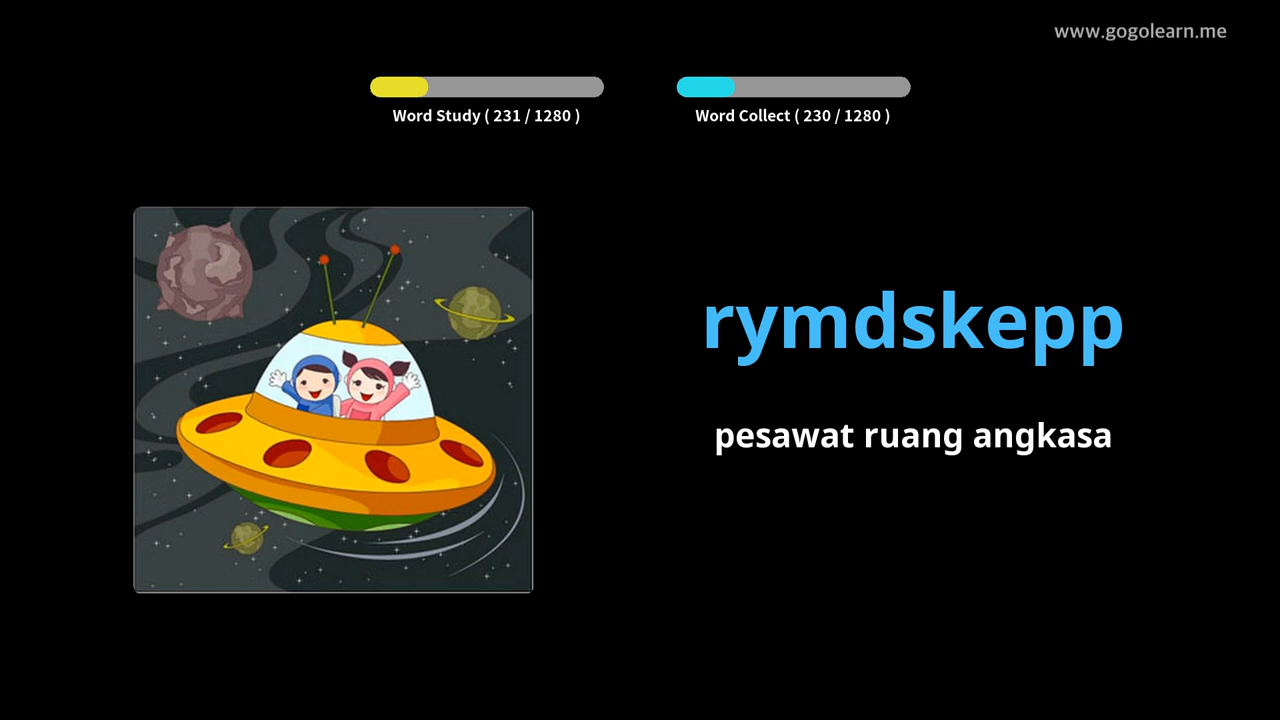 www.gogolearn.me
Word Study ( 231 / 1280 )
Word Collect ( 230 / 1280 )
rymdskepp
pesawat ruang angkasa